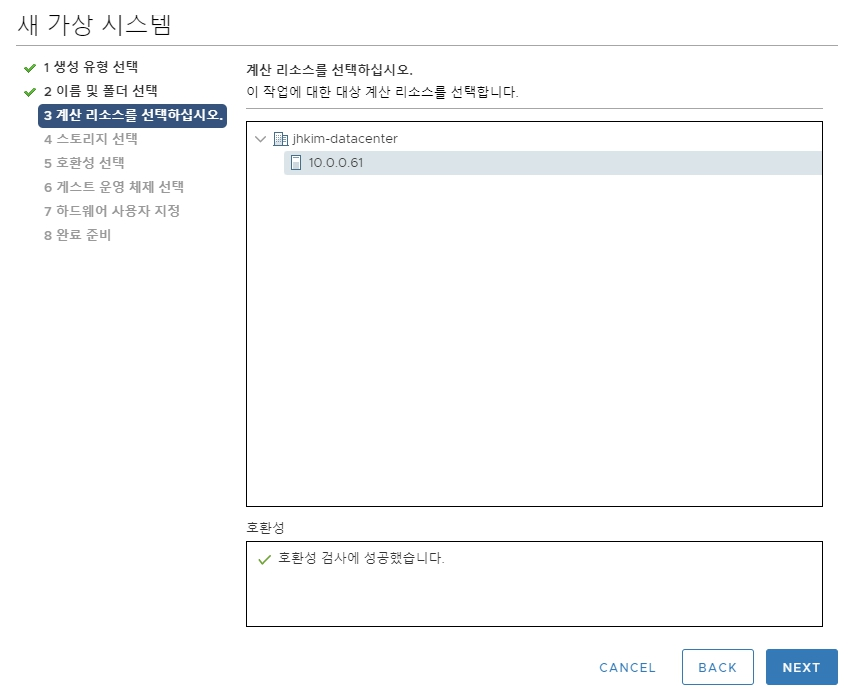 새 가상 시스템
1 생성 유형 선택
2 이름 및 폴더 선택
3 계산 리소스를 선택하십시오.
4 스토리지 선택
5 호환성 선택
6 게스트 운영 체제 선택
7 하드웨어 사용자 지정
8 완료 준비
계산 리소스를 선택하십시오.
이 작업에 대한 대상 계산 리소스를 선택합니다.
jhkim-datacenter
10.0.0.61
호환성
호환성 검사에 성공했습니다.
CANCEL BACK NEXT